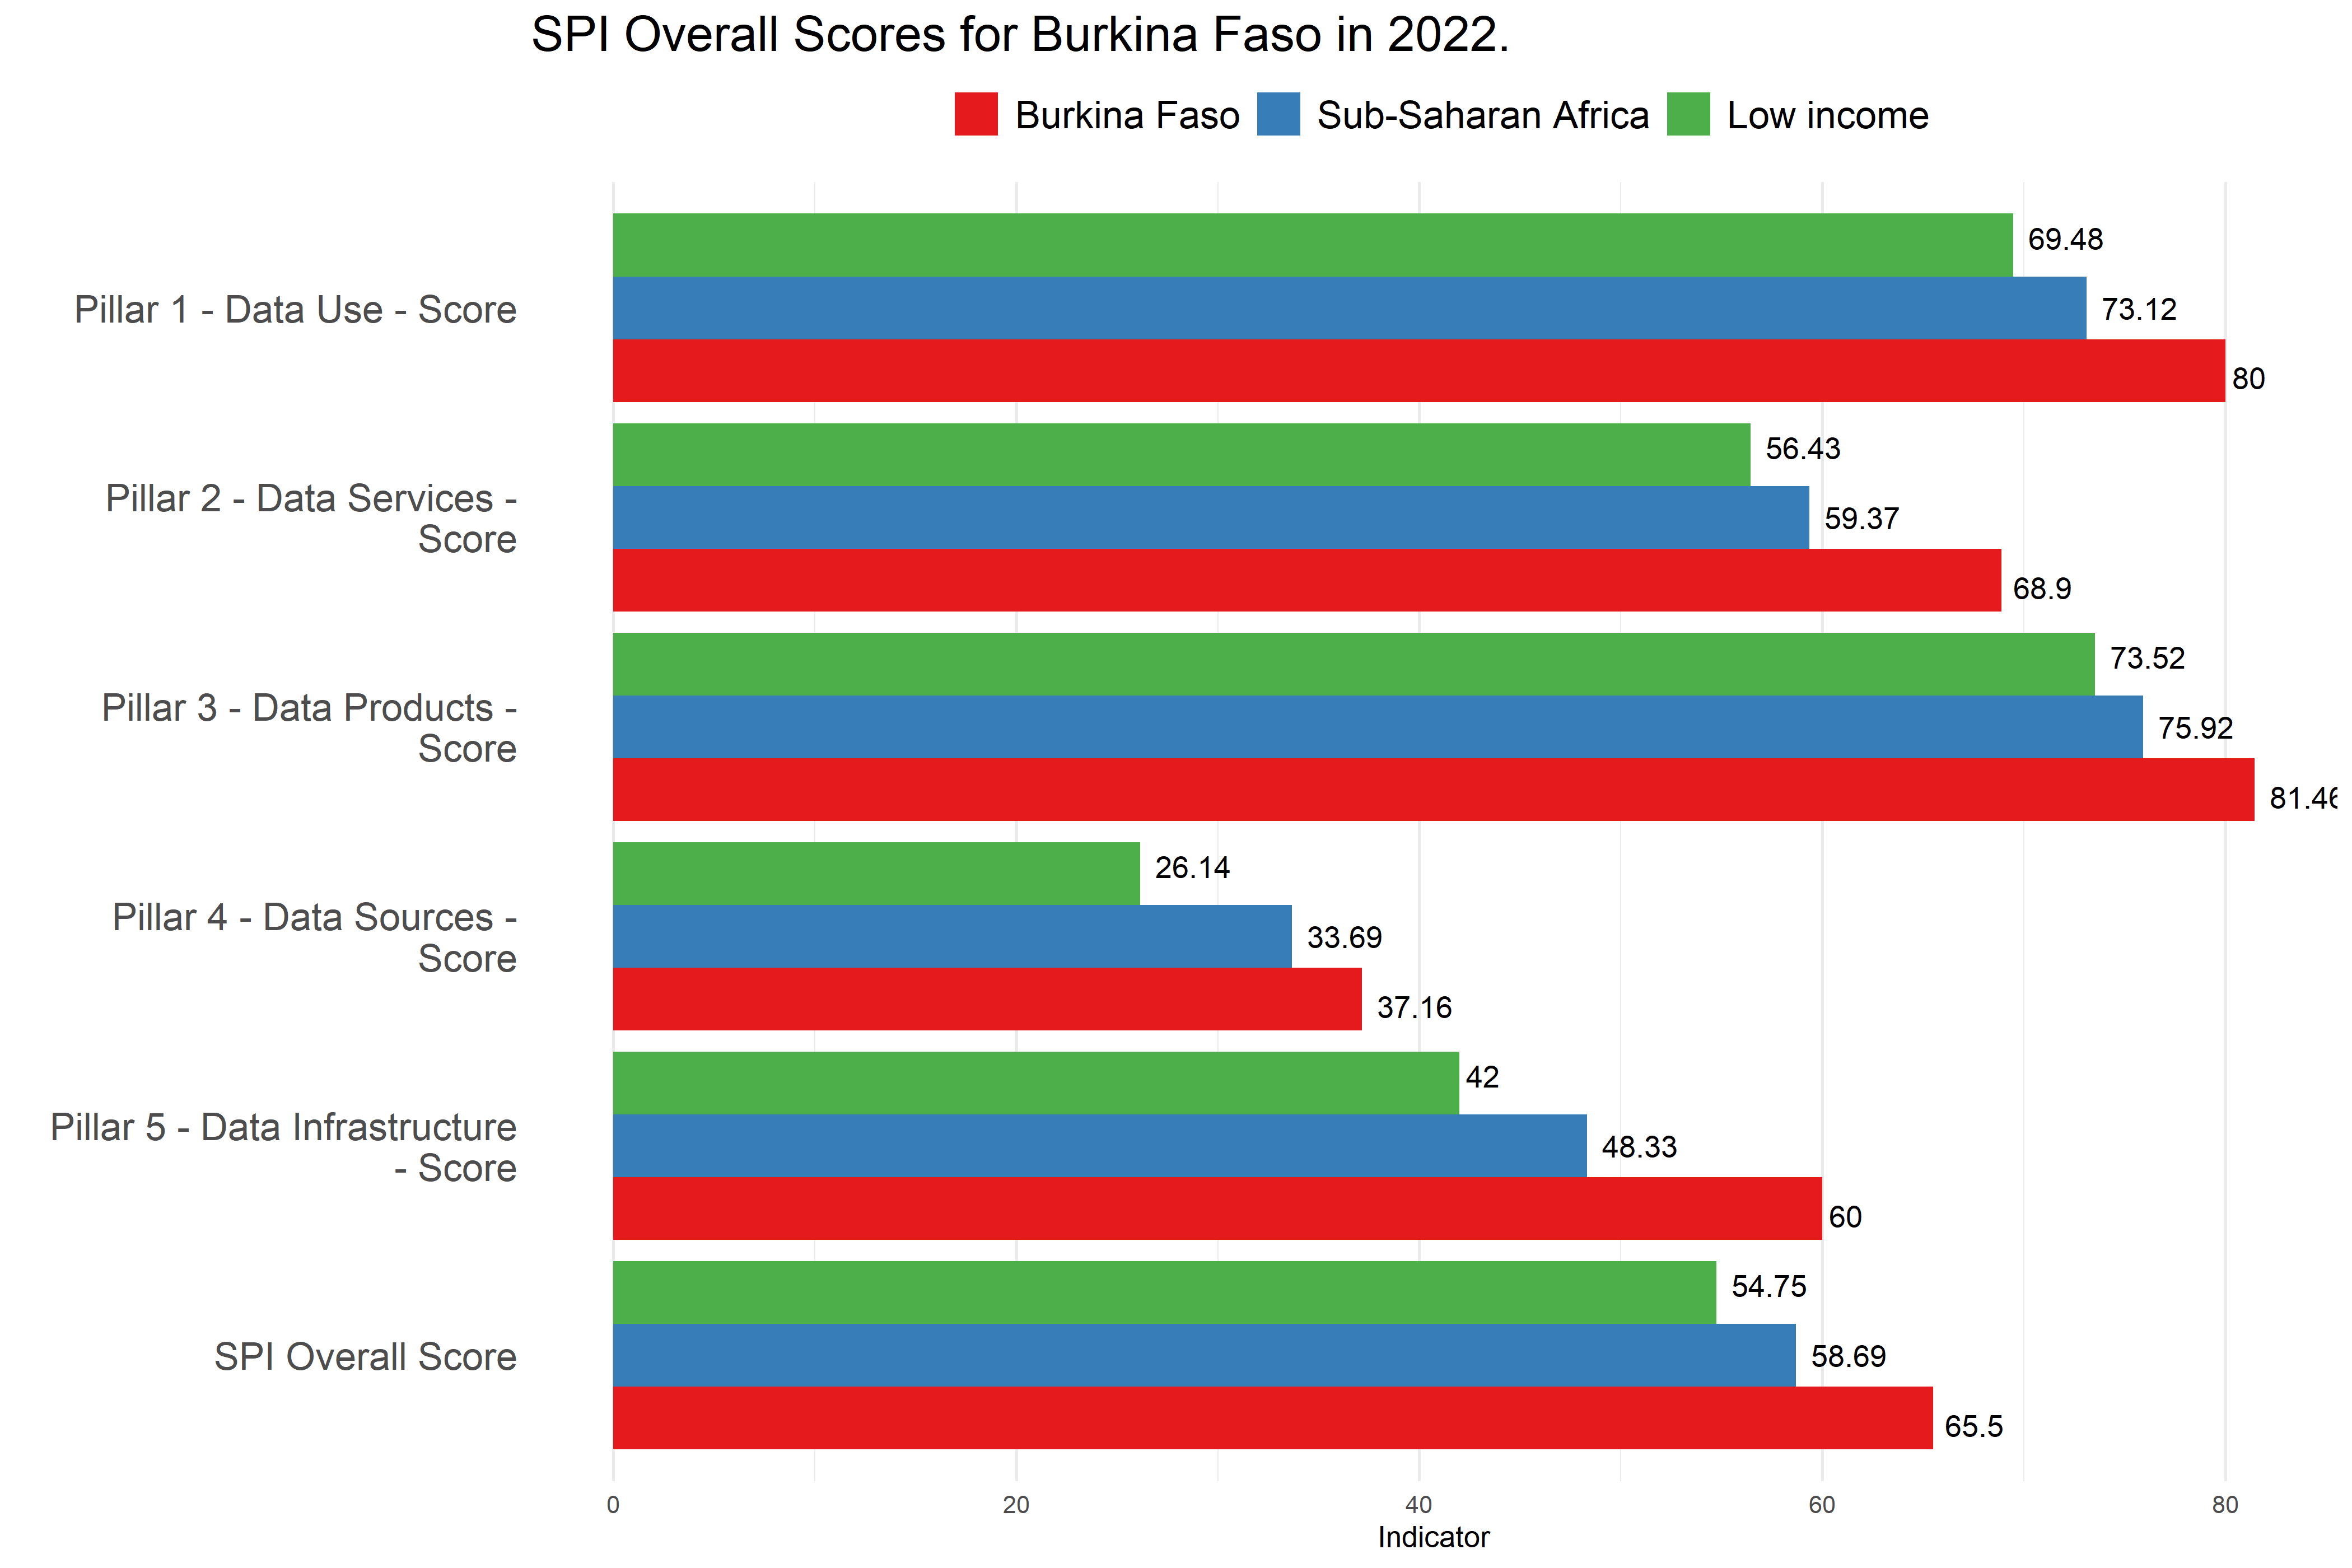 SPI Overall Scores for Burkina Faso in 2022.
Burkina Faso Sub-Saharan Africa Low income
69.48
Pillar 1 - Data Use - Score
73.12
80
56.43
Pillar 2 - Data Services -
Score
59.37
68.9
73.52
Pillar 3 - Data Products -
Score
75.92
81.46
26.14
Pillar 4 - Data Sources -
Score
33.69
37.16
42
Pillar 5 - Data Infrastructure
- Score
48.33
60
54.75
SPI Overall Score
58.69
65.5
0 20 40 60 80
Indicator